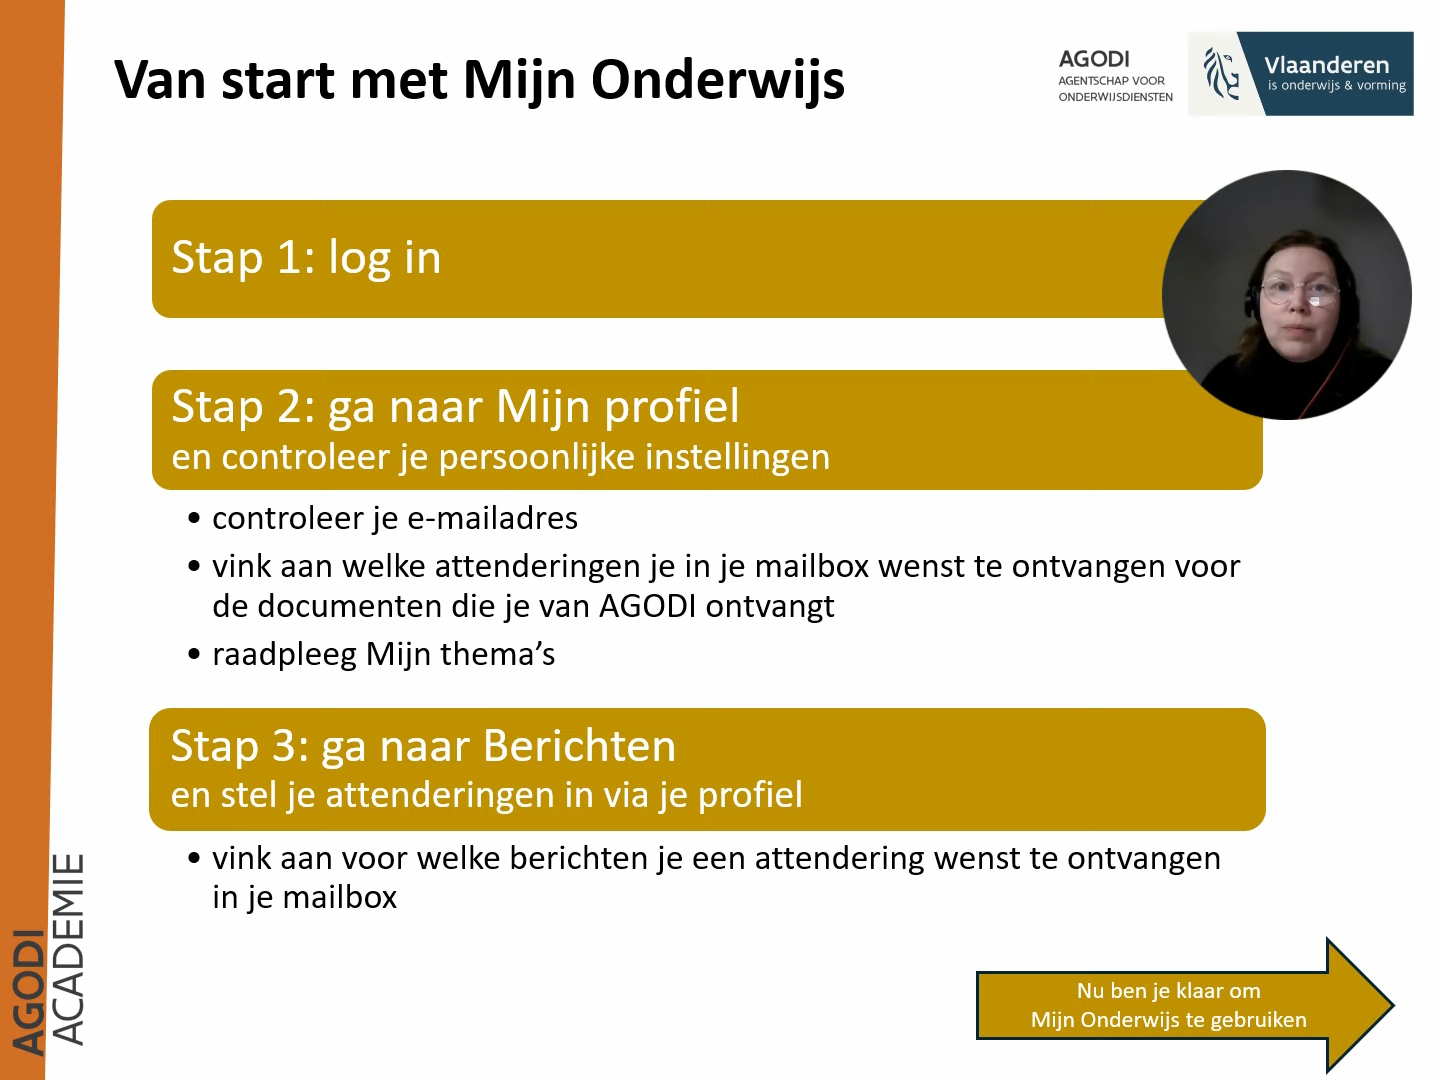 Van start met Mijn Onderwijs
AGODI
AGENTSCHAP VOOR
ONDERWIJSDIENSTEN
Vlaanderen
is onderwijs & vorming
Stap 1: log in
Stap 2: ga naar Mijn profiel
en controleer je persoonlijke instellingen
• controleer je e-mailadres
• vink aan welke attenderingen je in je mailbox wenst te ontvangen voor
de documenten die je van AGODI ontvangt
• raadpleeg Mijn thema’s
Stap 3: ga naar Berichten
en stel je attenderingen in via je profiel
• vink aan voor welke berichten je een attendering wenst te ontvangen
in je mailbox
Nu ben je klaar om
Mijn Onderwijs te gebruiken
AGODI
ACADEMIE